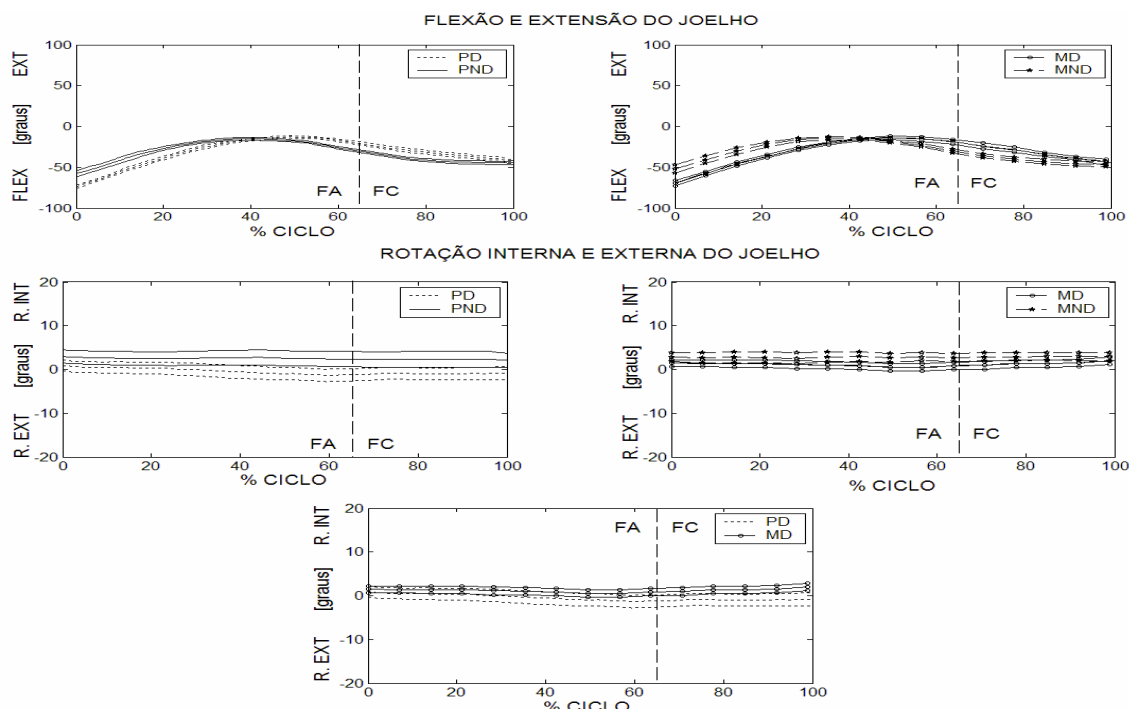 FLEXÃO E EXTENSÃO DO JOELHO
EXT
[graus]
FLEX
100
50
0
-50
-100
PD
PND
FA
FC
0
20
40
60
80
100
% CICLO
EXT
[graus]
FLEX
100
50
0
-50
-100
MD
MND
FA
FC
0
20
40
60
80
100
% CICLO
ROTAÇÃO INTERNA E EXTERNA DO JOELHO
R. INT
[graus]
R. EXT
20
10
0
-10
-20
PD
PND
FA
FC
0
20
40
60
80
100
% CICLO
R. INT
[graus]
R. EXT
20
10
0
-10
-20
MD
MND
FA
FC
0
20
40
60
80
100
% CICLO
R. INT
[graus]
R. EXT
20
10
0
-10
-20
FA
FC
PD
MD
0
20
40
60
80
100
% CICLO